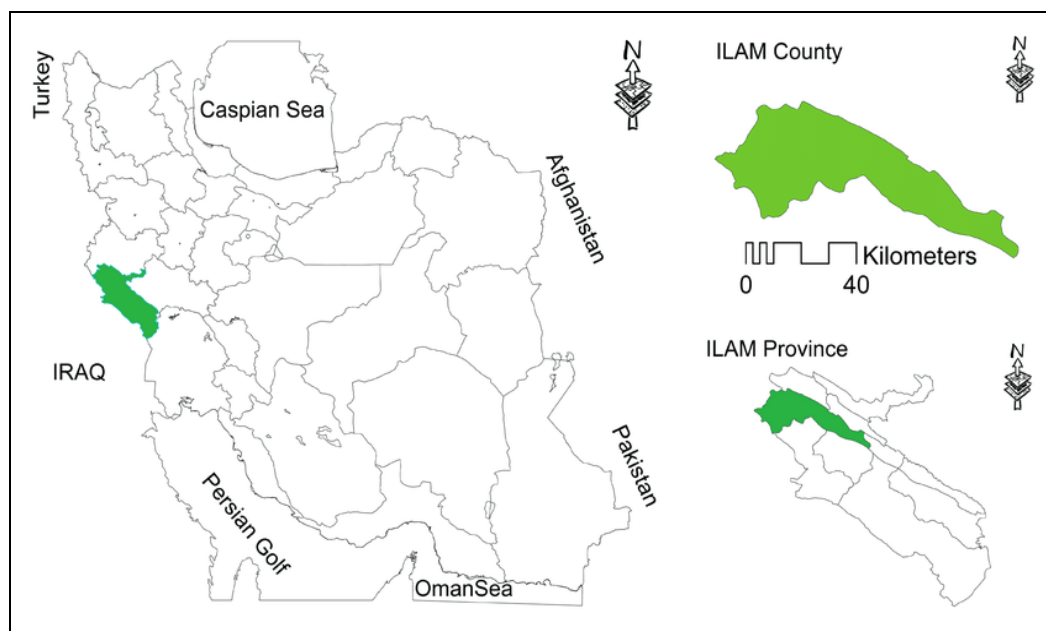 Turkey
Caspian Sea
N
Afghanistan
IRAQ
Persian Golf
Pakistan
OmanSea
ILAM County
N
Kilometers
0 40
ILAM Province
N